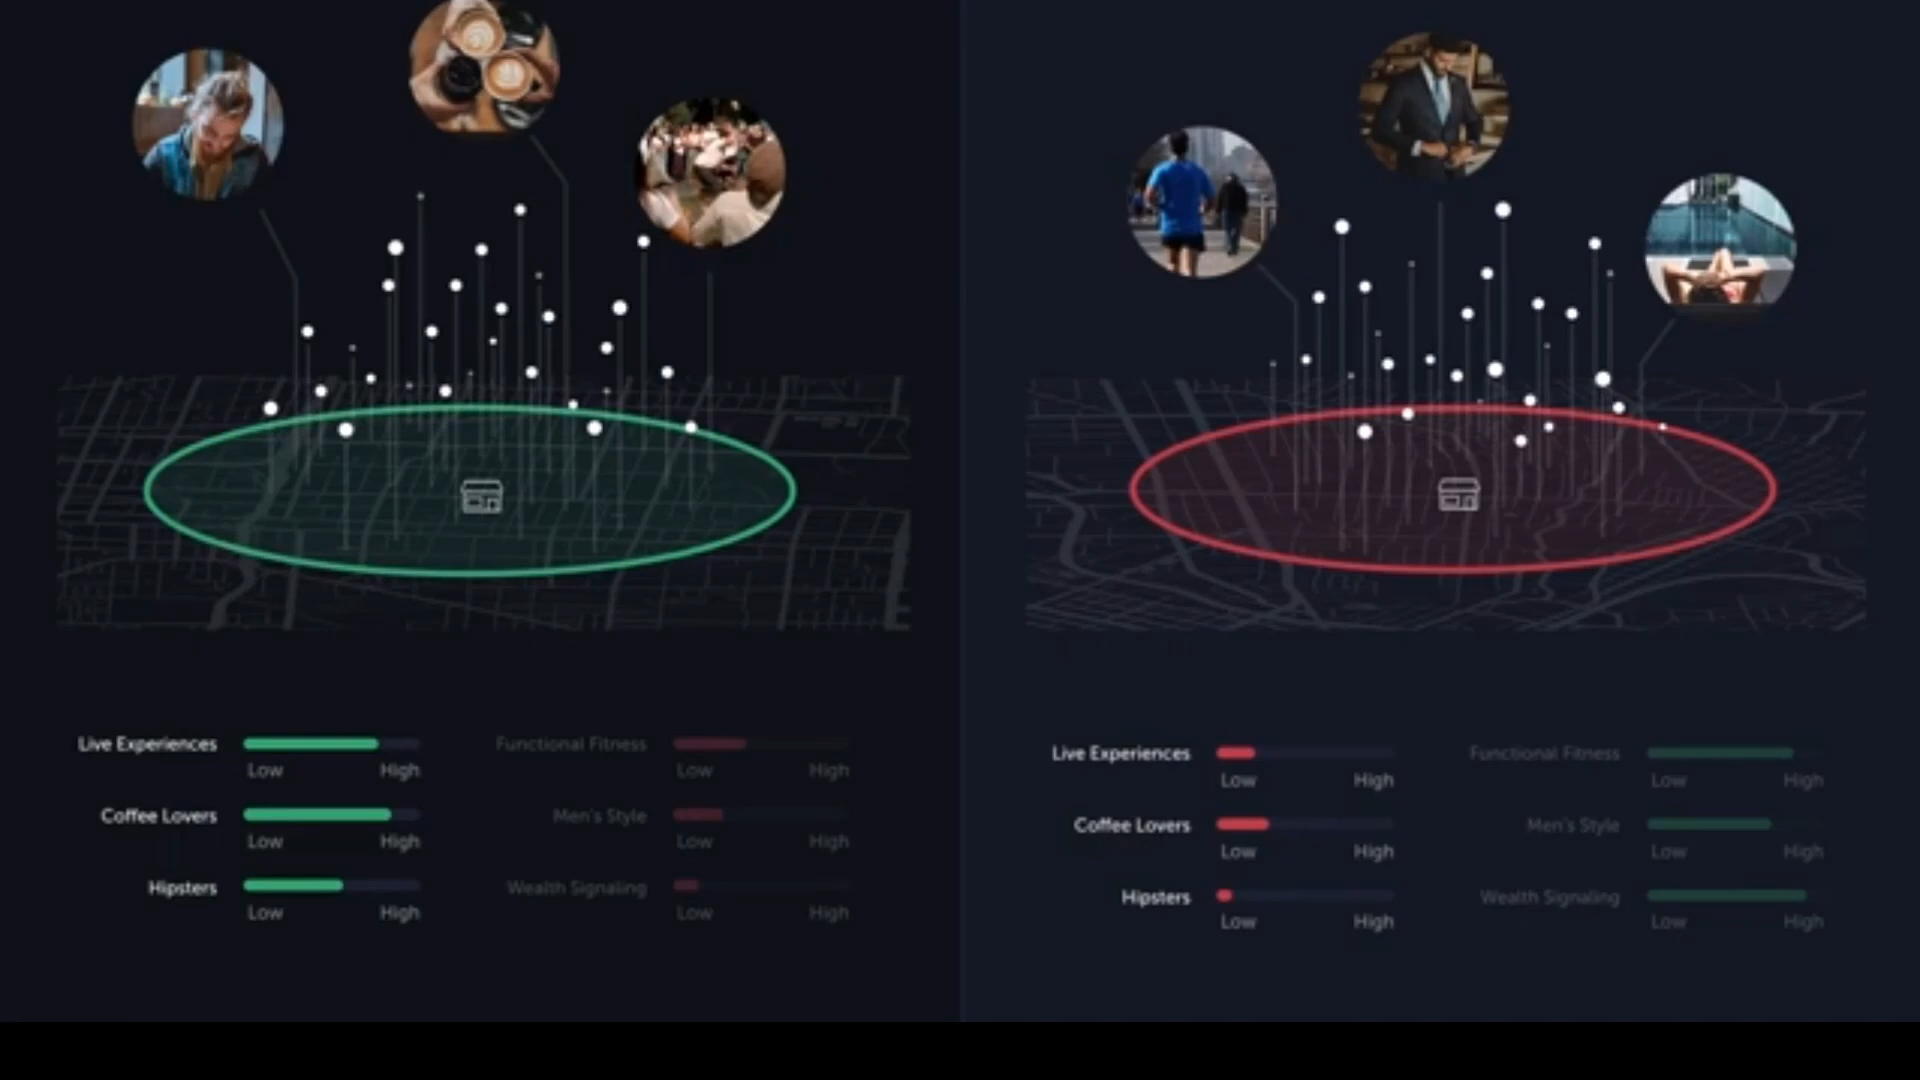 Live Experiences
Low High
Coffee Lovers
Low High
Hipsters
Low High
Functional Fitness
Low High
Men's Style
Low High
Wealth Signaling
Low High
Live Experiences
Low High
Coffee Lovers
Low High
Hipsters
Low High
Functional Fitness
Low High
Men's Style
Low High
Wealth Signaling
Low High